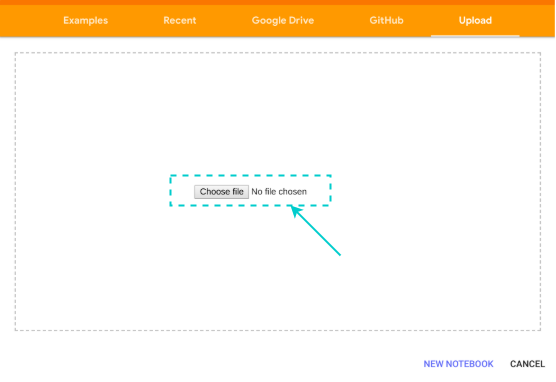 Examples Recent Google Drive GitHub Upload
Choose file No file chosen
NEW NOTEBOOK CANCEL